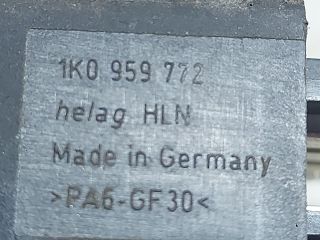 1K0 959 772
helag HLN
Made in Germany
>PA6-GF30<